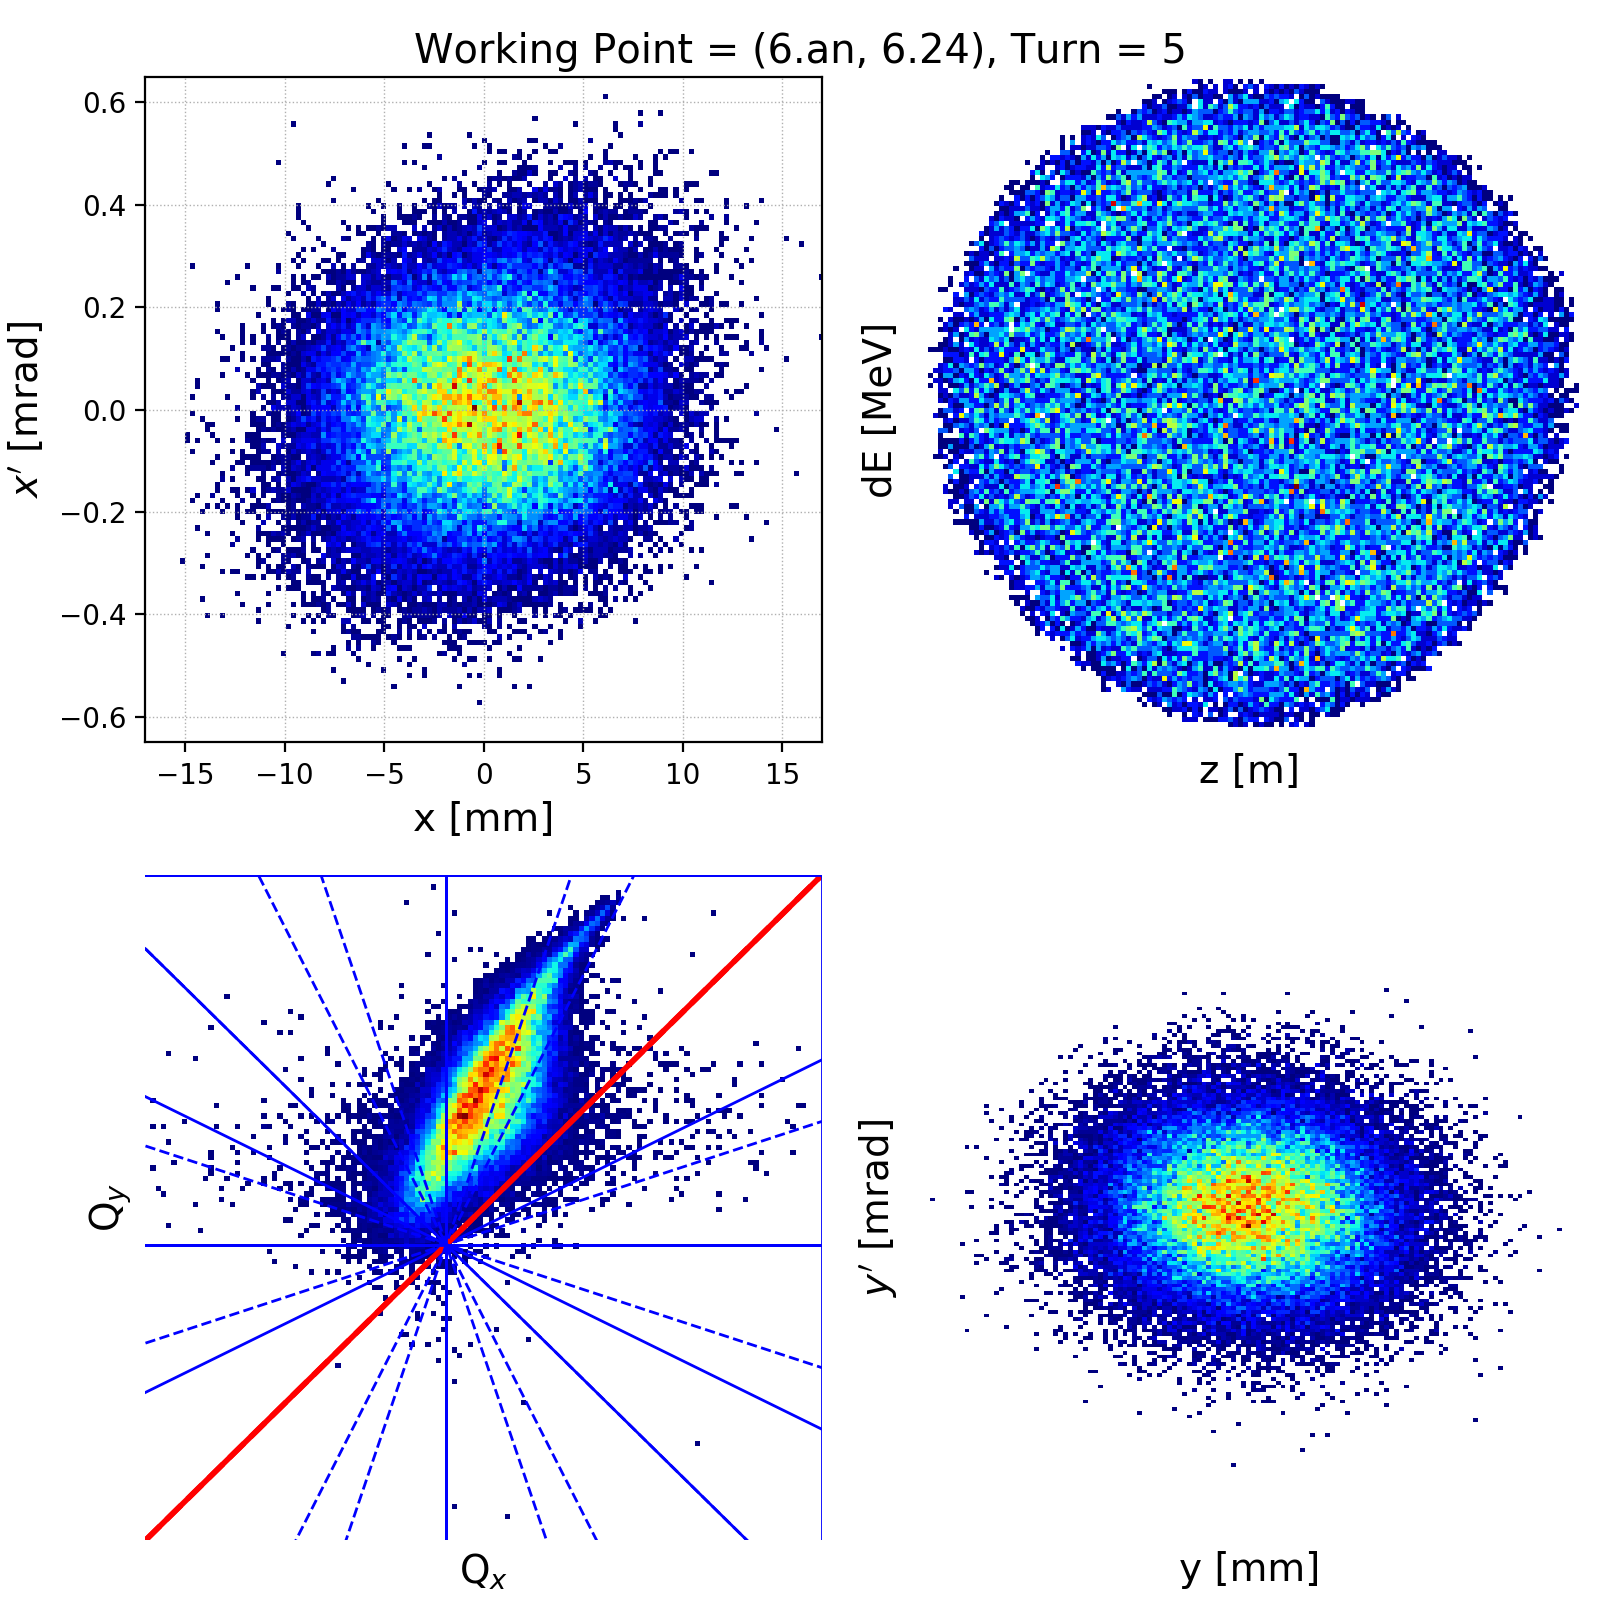 Working Point = (6.an, 6.24), Turn = 5
0.6
0.4
0.2
0.0
−0.2
−0.4
−0.6
x′ [mrad]
−15 −10 −5 0 5 10 15
x [mm]
dE [MeV]
z [m]
Qy
Qx
y′ [mrad]
y [mm]